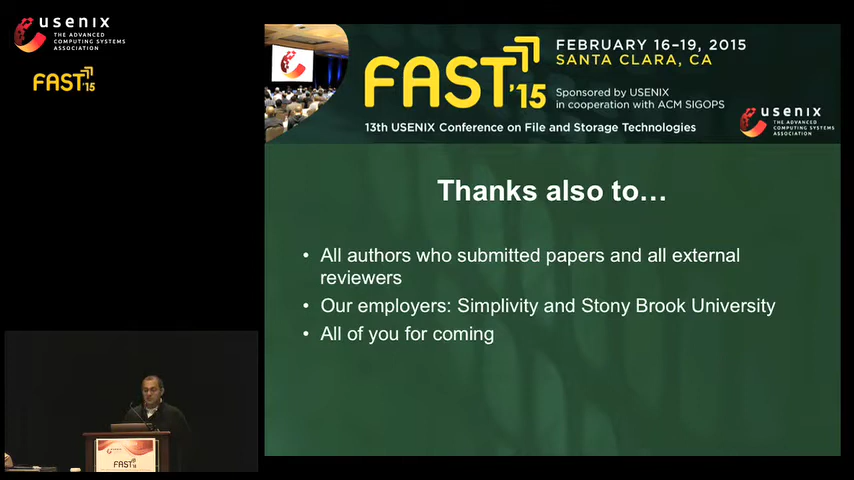 usenix
THE ADVANCED
COMPUTING SYSTEMS
ASSOCIATION
FAST'15
FAST'15
FEBRUARY 16–19, 2015
SANTA CLARA, CA
Sponsored by USENIX
in cooperation with ACM SIGOPS
13th USENIX Conference on File and Storage Technologies
usenix
THE ADVANCED
COMPUTING SYSTEMS
ASSOCIATION
Thanks also to…
• All authors who submitted papers and all external
reviewers
• Our employers: Simplivity and Stony Brook University
• All of you for coming
FAST'15